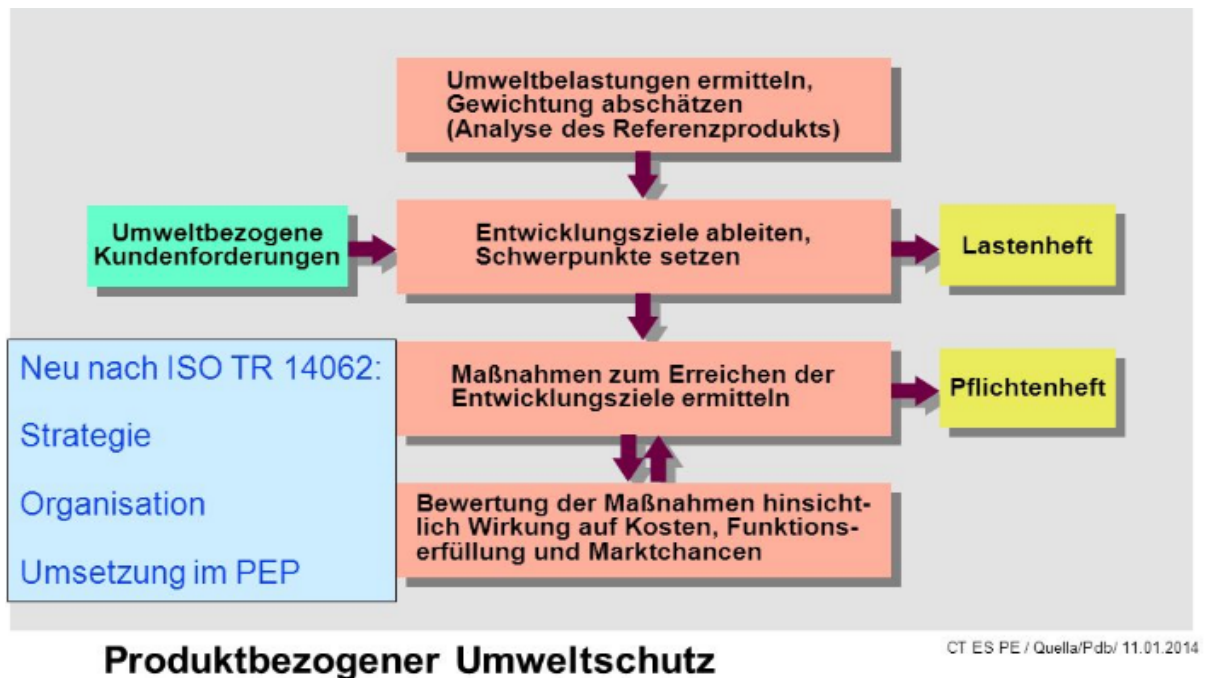 Umweltbelastungen ermitteln,
Gewichtung abschätzen
(Analyse des Referenzprodukts)
Umweltbezogene
Kundenforderungen
Entwicklungsziele ableiten,
Schwerpunkte setzen
Lastenheft
Neu nach ISO TR 14062:
Strategie
Organisation
Umsetzung im PEP
Maßnahmen zum Erreichen der
Entwicklungsziele ermitteln
Pflichtenheft
Bewertung der Maßnahmen hinsicht-
lich Wirkung auf Kosten, Funktions-
erfüllung und Marktchancen
Produktbezogener Umweltschutz
CT ES PE / Quella/Pdb/ 11.01.2014